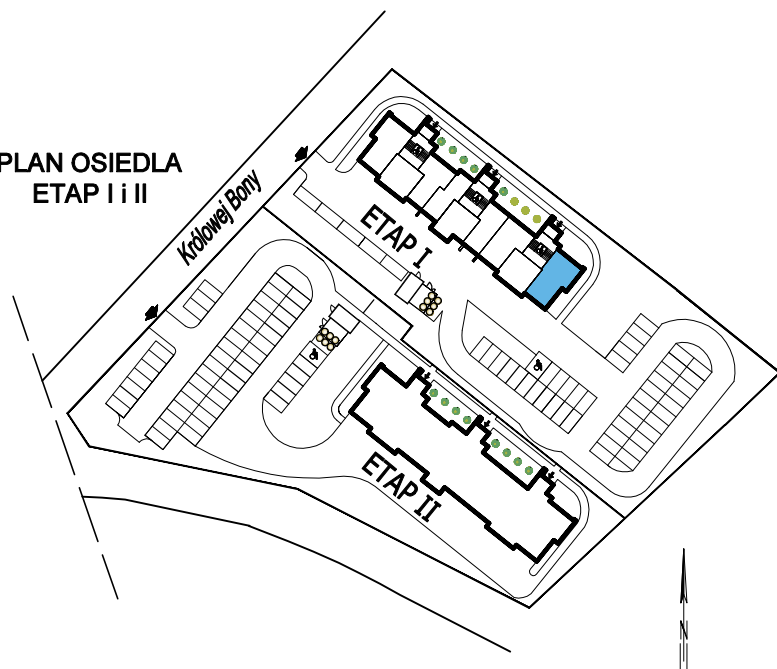 PLAN OSIEDLA
ETAP I i II
Królowej Bony
ETAP I
ETAP II
N